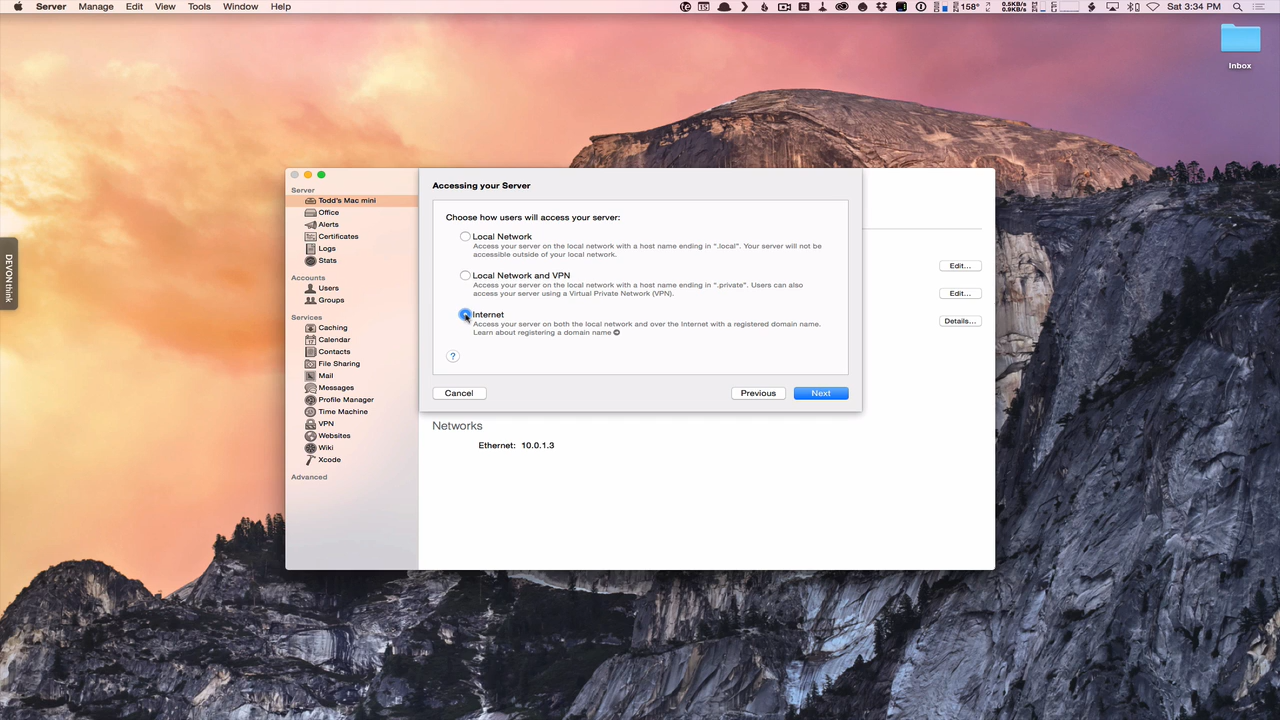 Server Manage Edit View Tools Window Help
158° 0.5KB/s 0.9KB/s Sat 3:34 PM
Inbox
DEVONthink
Server
Todd's Mac mini
Office
Alerts
Certificates
Logs
Stats
Accounts
Users
Groups
Services
Caching
Calendar
Contacts
File Sharing
Mail
Messages
Profile Manager
Time Machine
VPN
Websites
Wiki
Xcode
Advanced
Accessing your Server
Choose how users will access your server:
Local Network
Access your server on the local network with a host name ending in ".local". Your server will not be
accessible outside of your local network.
Local Network and VPN
Access your server on the local network with a host name ending in ".private". Users can also
access your server using a Virtual Private Network (VPN).
Internet
Access your server on both the local network and over the Internet with a registered domain name.
Learn about registering a domain name
?
Cancel Previous Next
Edit...
Edit...
Details...
Networks
Ethernet: 10.0.1.3